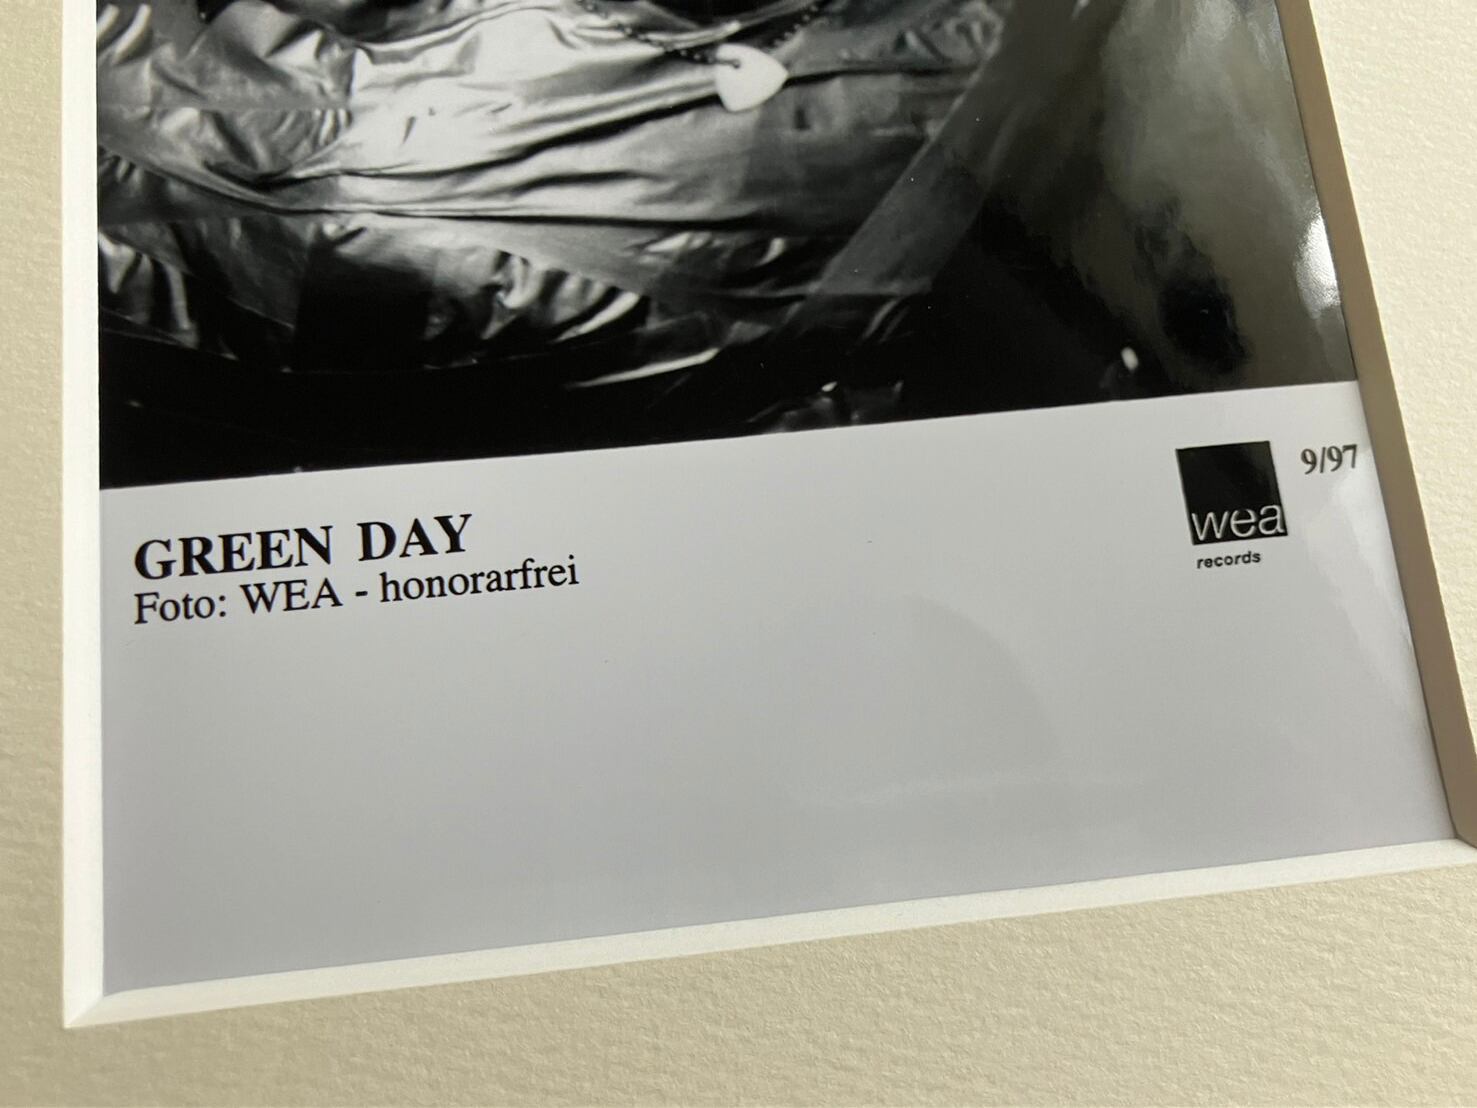 GREEN DAY
Foto: WEA - honorarfrei
wea
records
9/97